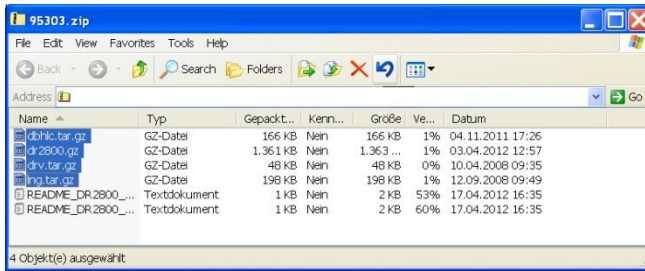 95303.zip
File Edit View Favorites Tools Help
Back Search Folders
Address Go
Name Typ Gepackt... Kenn... Größe Ve... Datum
dbhlc.tar.gz GZ-Datei 166 KB Nein 166 KB 1% 04.11.2011 17:26
dr2800.gz GZ-Datei 1.361 KB Nein 1.363 ... 1% 03.04.2012 12:57
drv.tar.gz GZ-Datei 48 KB Nein 48 KB 0% 10.04.2008 09:35
lng.tar.gz GZ-Datei 198 KB Nein 198 KB 1% 12.09.2008 09:49
README_DR2800_... Textdokument 1 KB Nein 2 KB 53% 17.04.2012 16:35
README_DR2800_... Textdokument 1 KB Nein 2 KB 60% 17.04.2012 16:35
4 Objekt(e) ausgewählt